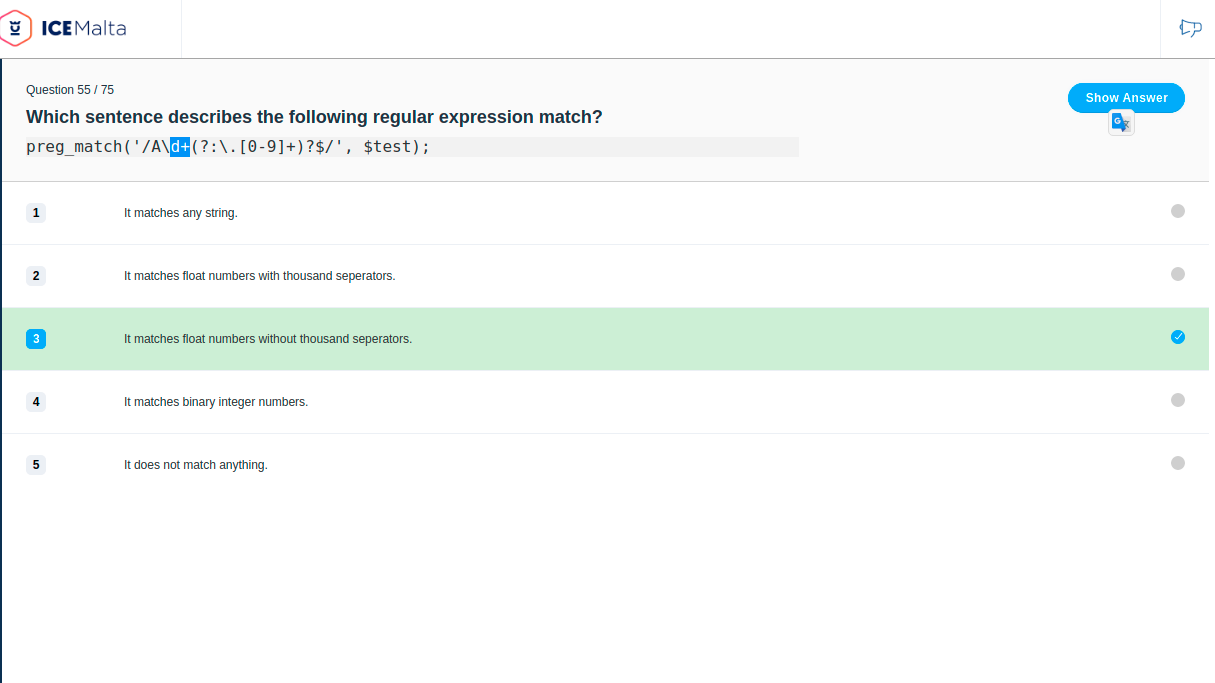 ICEMalta
Question 55 / 75
Show Answer
Which sentence describes the following regular expression match?
preg_match('/A\d+(?:\.[0-9]+)?$/', $test);
1 It matches any string.
2 It matches float numbers with thousand seperators.
3 It matches float numbers without thousand seperators.
4 It matches binary integer numbers.
5 It does not match anything.